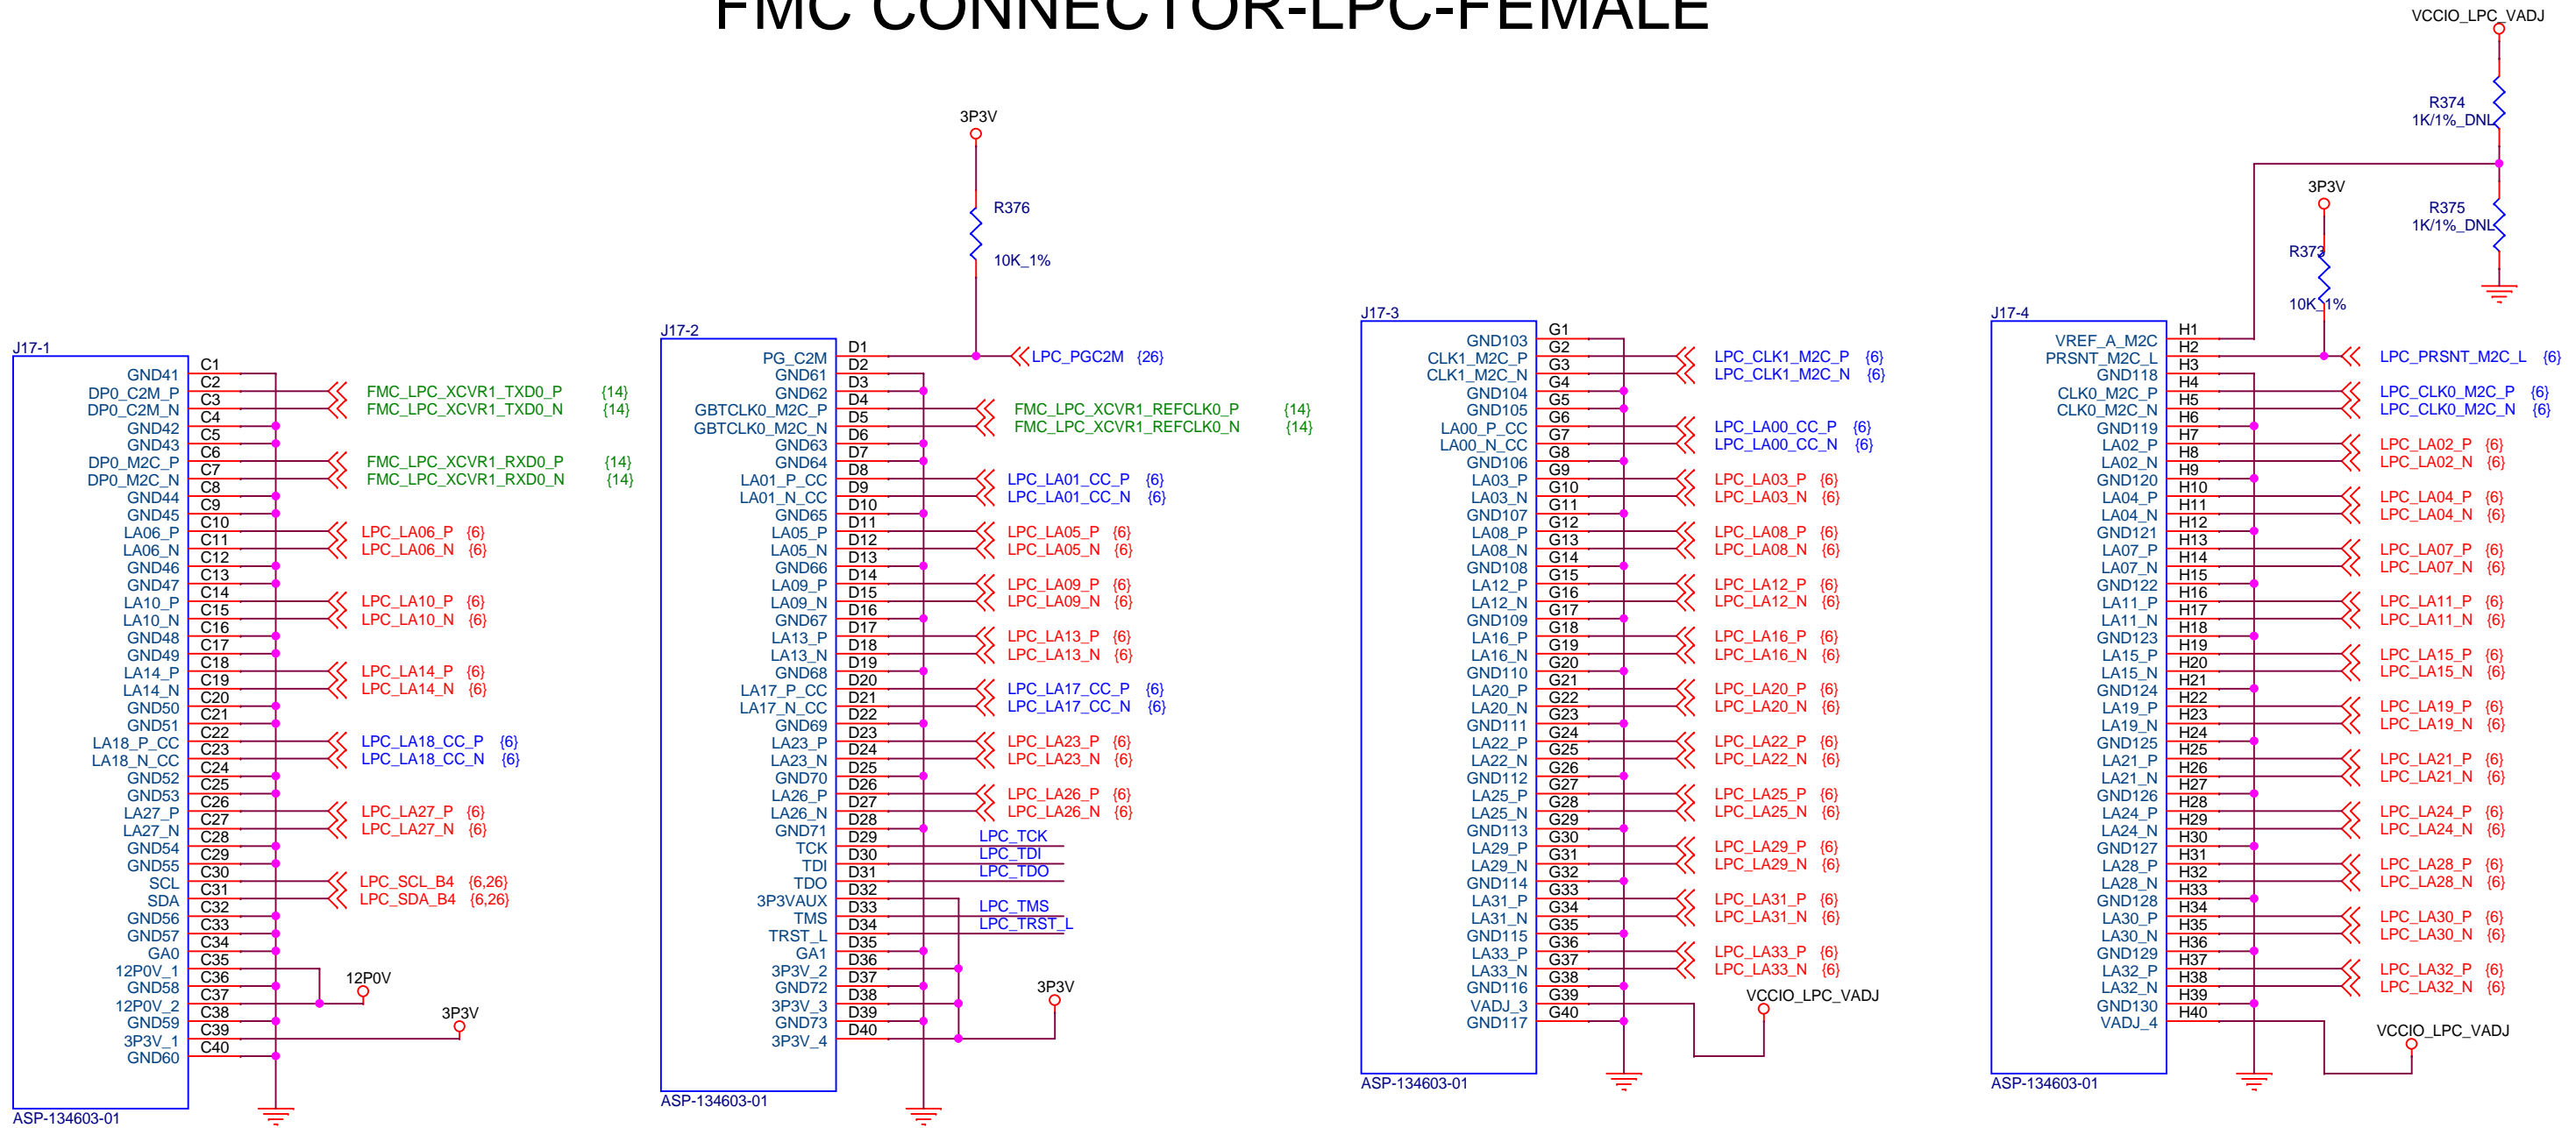 FMC CONNECTOR-LPC-FEMALE
VCCIO_LPC_VADJ
R374
1K/1%_DNL
R375
1K/1%_DNL
3P3V
R373
10K_1%
3P3V
R376
10K_1%
J17-1
GND41 C1
DP0_C2M_P C2 FMC_LPC_XCVR1_TXD0_P {14}
DP0_C2M_N C3 FMC_LPC_XCVR1_TXD0_N {14}
GND42 C4
GND43 C5
DP0_M2C_P C6 FMC_LPC_XCVR1_RXD0_P {14}
DP0_M2C_N C7 FMC_LPC_XCVR1_RXD0_N {14}
GND44 C8
GND45 C9
LA06_P C10 LPC_LA06_P {6}
LA06_N C11 LPC_LA06_N {6}
GND46 C12
GND47 C13
LA10_P C14 LPC_LA10_P {6}
LA10_N C15 LPC_LA10_N {6}
GND48 C16
GND49 C17
LA14_P C18 LPC_LA14_P {6}
LA14_N C19 LPC_LA14_N {6}
GND50 C20
GND51 C21
LA18_P_CC C22 LPC_LA18_CC_P {6}
LA18_N_CC C23 LPC_LA18_CC_N {6}
GND52 C24
GND53 C25
LA27_P C26 LPC_LA27_P {6}
LA27_N C27 LPC_LA27_N {6}
GND54 C28
GND55 C29
SCL C30 LPC_SCL_B4 {6,26}
SDA C31 LPC_SDA_B4 {6,26}
GND56 C32
GND57 C33
GA0 C34
12P0V_1 C35
GND58 C36 12P0V
12P0V_2 C37
GND59 C38 3P3V
3P3V_1 C39
GND60 C40
ASP-134603-01
J17-2
PG_C2M D1 LPC_PGC2M {26}
GND61 D2
GND62 D3
GBTCLK0_M2C_P D4 FMC_LPC_XCVR1_REFCLK0_P {14}
GBTCLK0_M2C_N D5 FMC_LPC_XCVR1_REFCLK0_N {14}
GND63 D6
GND64 D7
LA01_P_CC D8 LPC_LA01_CC_P {6}
LA01_N_CC D9 LPC_LA01_CC_N {6}
GND65 D10
LA05_P D11 LPC_LA05_P {6}
LA05_N D12 LPC_LA05_N {6}
GND66 D13
LA09_P D14 LPC_LA09_P {6}
LA09_N D15 LPC_LA09_N {6}
GND67 D16
LA13_P D17 LPC_LA13_P {6}
LA13_N D18 LPC_LA13_N {6}
GND68 D19
LA17_P_CC D20 LPC_LA17_CC_P {6}
LA17_N_CC D21 LPC_LA17_CC_N {6}
GND69 D22
LA23_P D23 LPC_LA23_P {6}
LA23_N D24 LPC_LA23_N {6}
GND70 D25
LA26_P D26 LPC_LA26_P {6}
LA26_N D27 LPC_LA26_N {6}
GND71 D28
TCK D29 LPC_TCK
TDI D30 LPC_TDI
TDO D31 LPC_TDO
3P3VAUX D32
TMS D33 LPC_TMS
TRST_L D34 LPC_TRST_L
GA1 D35
3P3V_2 D36
GND72 D37 3P3V
3P3V_3 D38
GND73 D39
3P3V_4 D40
ASP-134603-01
J17-3
GND103 G1
CLK1_M2C_P G2 LPC_CLK1_M2C_P {6}
CLK1_M2C_N G3 LPC_CLK1_M2C_N {6}
GND104 G4
GND105 G5
LA00_P_CC G6 LPC_LA00_CC_P {6}
LA00_N_CC G7 LPC_LA00_CC_N {6}
GND106 G8
LA03_P G9 LPC_LA03_P {6}
LA03_N G10 LPC_LA03_N {6}
GND107 G11
LA08_P G12 LPC_LA08_P {6}
LA08_N G13 LPC_LA08_N {6}
GND108 G14
LA12_P G15 LPC_LA12_P {6}
LA12_N G16 LPC_LA12_N {6}
GND109 G17
LA16_P G18 LPC_LA16_P {6}
LA16_N G19 LPC_LA16_N {6}
GND110 G20
LA20_P G21 LPC_LA20_P {6}
LA20_N G22 LPC_LA20_N {6}
GND111 G23
LA22_P G24 LPC_LA22_P {6}
LA22_N G25 LPC_LA22_N {6}
GND112 G26
LA25_P G27 LPC_LA25_P {6}
LA25_N G28 LPC_LA25_N {6}
GND113 G29
LA29_P G30 LPC_LA29_P {6}
LA29_N G31 LPC_LA29_N {6}
GND114 G32
LA31_P G33 LPC_LA31_P {6}
LA31_N G34 LPC_LA31_N {6}
GND115 G35
LA33_P G36 LPC_LA33_P {6}
LA33_N G37 LPC_LA33_N {6}
GND116 G38
VADJ_3 G39 VCCIO_LPC_VADJ
GND117 G40
ASP-134603-01
J17-4
VREF_A_M2C H1
PRSNT_M2C_L H2 LPC_PRSNT_M2C_L {6}
GND118 H3
CLK0_M2C_P H4 LPC_CLK0_M2C_P {6}
CLK0_M2C_N H5 LPC_CLK0_M2C_N {6}
GND119 H6
LA02_P H7 LPC_LA02_P {6}
LA02_N H8 LPC_LA02_N {6}
GND120 H9
LA04_P H10 LPC_LA04_P {6}
LA04_N H11 LPC_LA04_N {6}
GND121 H12
LA07_P H13 LPC_LA07_P {6}
LA07_N H14 LPC_LA07_N {6}
GND122 H15
LA11_P H16 LPC_LA11_P {6}
LA11_N H17 LPC_LA11_N {6}
GND123 H18
LA15_P H19 LPC_LA15_P {6}
LA15_N H20 LPC_LA15_N {6}
GND124 H21
LA19_P H22 LPC_LA19_P {6}
LA19_N H23 LPC_LA19_N {6}
GND125 H24
LA21_P H25 LPC_LA21_P {6}
LA21_N H26 LPC_LA21_N {6}
GND126 H27
LA24_P H28 LPC_LA24_P {6}
LA24_N H29 LPC_LA24_N {6}
GND127 H30
LA28_P H31 LPC_LA28_P {6}
LA28_N H32 LPC_LA28_N {6}
GND128 H33
LA30_P H34 LPC_LA30_P {6}
LA30_N H35 LPC_LA30_N {6}
GND129 H36
LA32_P H37 LPC_LA32_P {6}
LA32_N H38 LPC_LA32_N {6}
GND130 H39
VADJ_4 H40
VCCIO_LPC_VADJ
ASP-134603-01